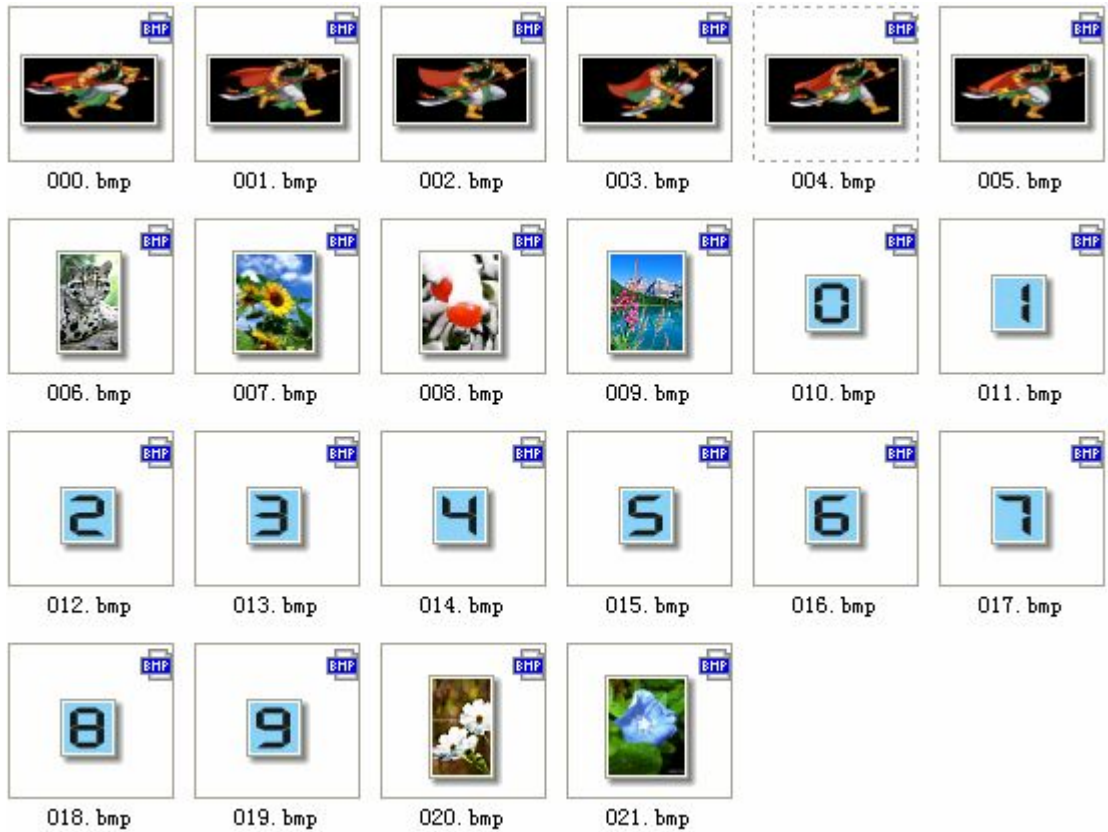 BMP BMP BMP BMP BMP BMP
000.bmp 001.bmp 002.bmp 003.bmp 004.bmp 005.bmp
BMP BMP BMP BMP BMP BMP
0 1
006.bmp 007.bmp 008.bmp 009.bmp 010.bmp 011.bmp
BMP BMP BMP BMP BMP BMP
2 3 4 5 6 7
012.bmp 013.bmp 014.bmp 015.bmp 016.bmp 017.bmp
BMP BMP BMP BMP
8 9
018.bmp 019.bmp 020.bmp 021.bmp